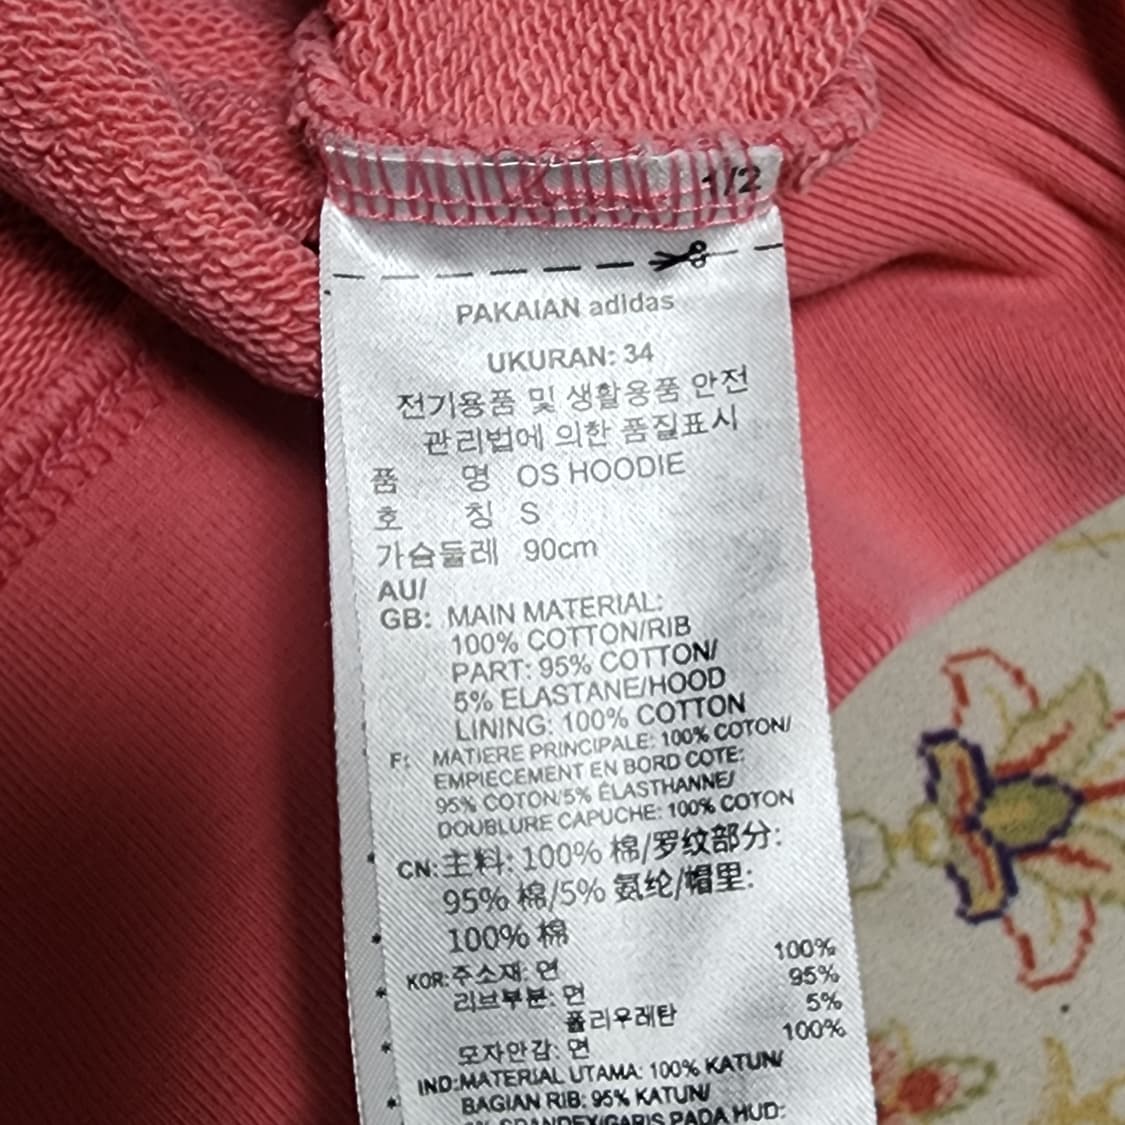 1/2
PAKAIAN adidas
UKURAN: 34
전기용품 및 생활용품 안전
관리법에 의한 품질표시
품 명 OS HOODIE
호 칭 S
가슴둘레 90cm
AU/
GB: MAIN MATERIAL:
100% COTTON/RIB
PART: 95% COTTON/
5% ELASTANE/HOOD
LINING: 100% COTTON
F: MATIERE PRINCIPALE: 100% COTON/
EMPIECEMENT EN BORD COTE:
95% COTON/5% ÉLASTHANNE/
DOUBLURE CAPUCHE: 100% COTON
CN: 主料: 100% 棉/罗纹部分:
95% 棉/5% 氨纶/帽里:
100% 棉
KOR: 주소재: 면 100%
리브부분: 면 95%
폴리우레탄 5%
모자안감: 면 100%
IND: MATERIAL UTAMA: 100% KATUN/
BAGIAN RIB: 95% KATUN/
SPANDEX/GARIS PADA HUD: